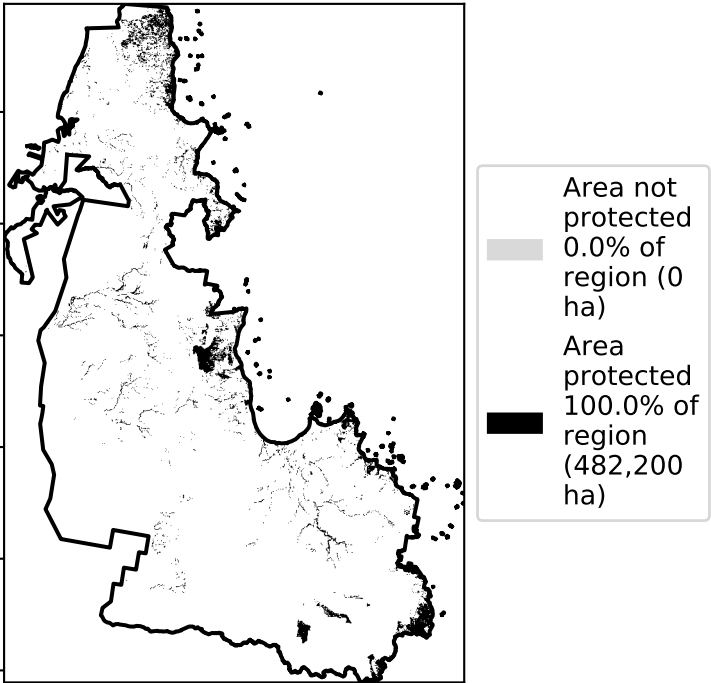 Area not
protected
0.0% of
region (0
ha)
Area
protected
100.0% of
region
(482,200
ha)